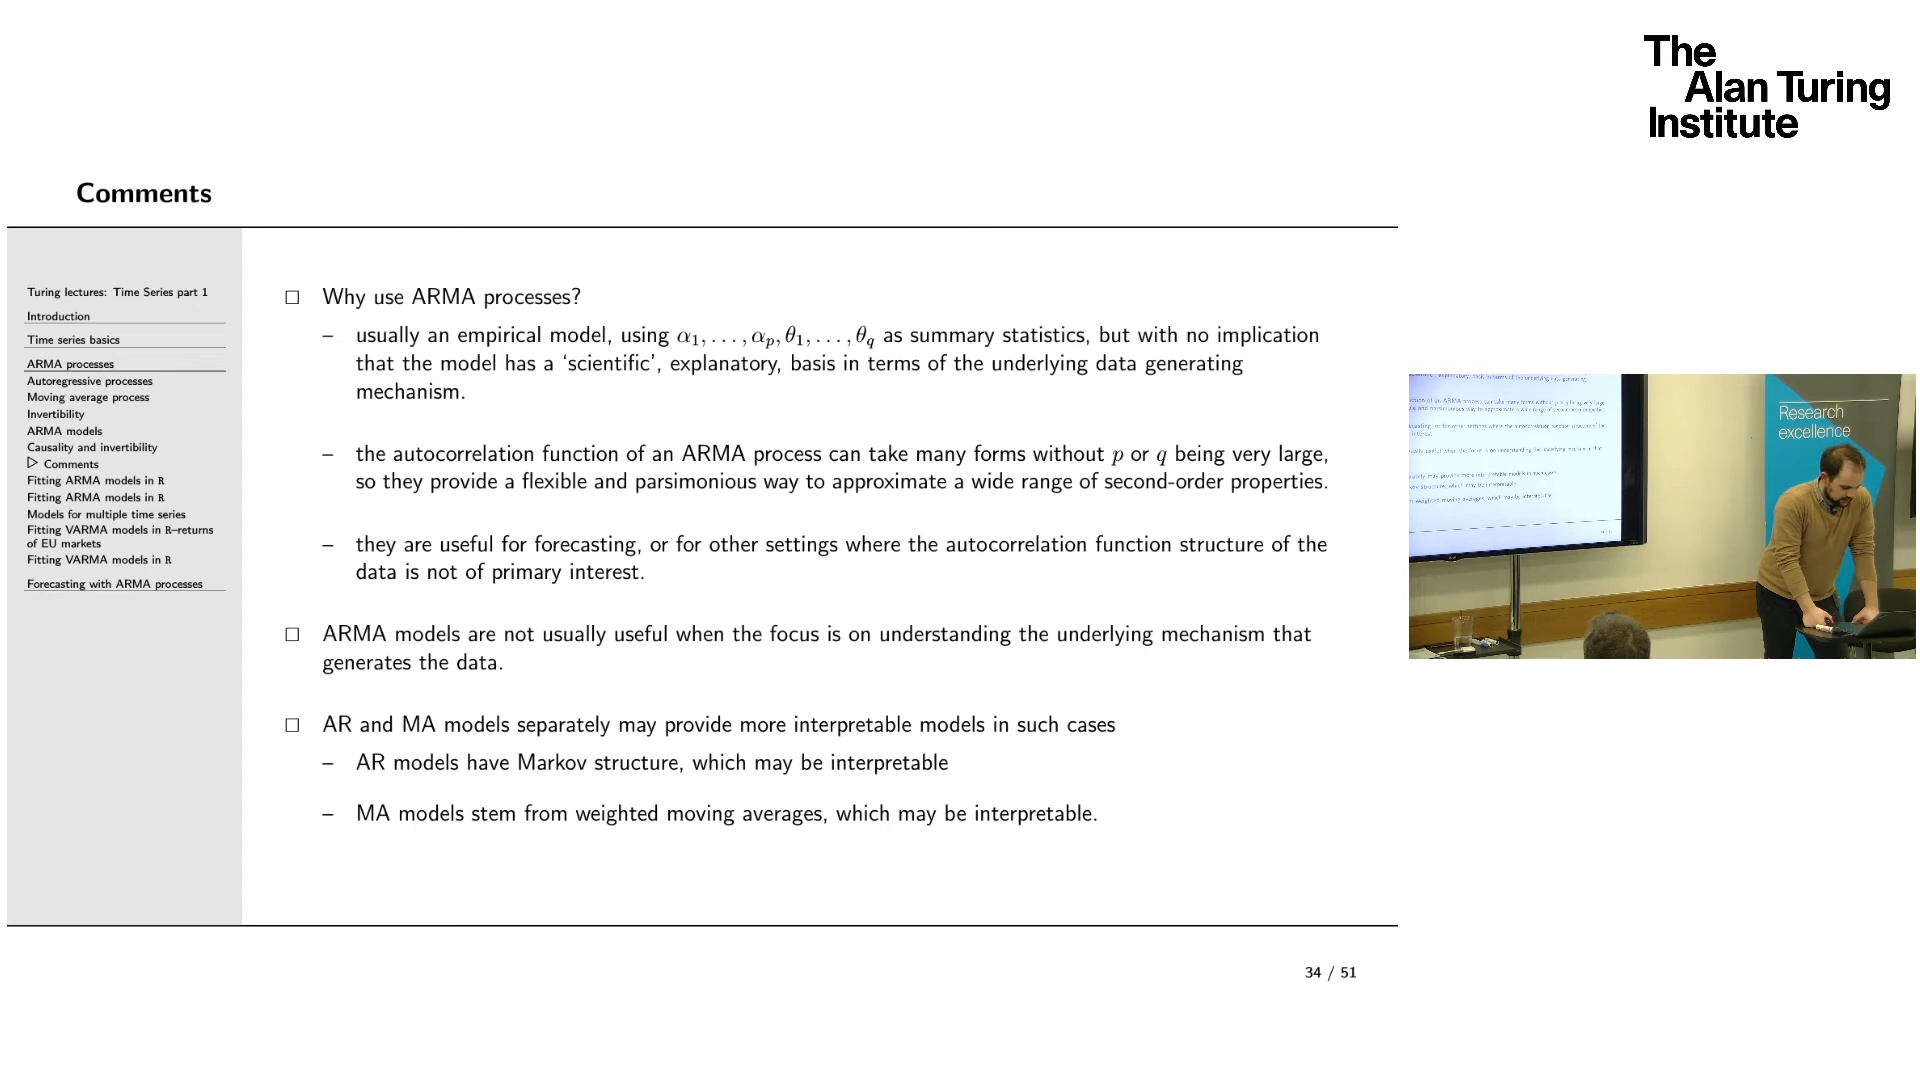 The
Alan Turing
Institute
Comments
Turing lectures: Time Series part 1
Introduction
Time series basics
ARMA processes
Autoregressive processes
Moving average process
Invertibility
ARMA models
Causality and invertibility
▷ Comments
Fitting ARMA models in R
Fitting ARMA models in R
Models for multiple time series
Fitting VARMA models in R–returns
of EU markets
Fitting VARMA models in R
Forecasting with ARMA processes
□ Why use ARMA processes?
– usually an empirical model, using α₁, . . . , αₚ, θ₁, . . . , θ_q as summary statistics, but with no implication
that the model has a ‘scientific’, explanatory, basis in terms of the underlying data generating
mechanism.
– the autocorrelation function of an ARMA process can take many forms without p or q being very large,
so they provide a flexible and parsimonious way to approximate a wide range of second-order properties.
– they are useful for forecasting, or for other settings where the autocorrelation function structure of the
data is not of primary interest.
□ ARMA models are not usually useful when the focus is on understanding the underlying mechanism that
generates the data.
□ AR and MA models separately may provide more interpretable models in such cases
– AR models have Markov structure, which may be interpretable
– MA models stem from weighted moving averages, which may be interpretable.
34 / 51
Research
excellence